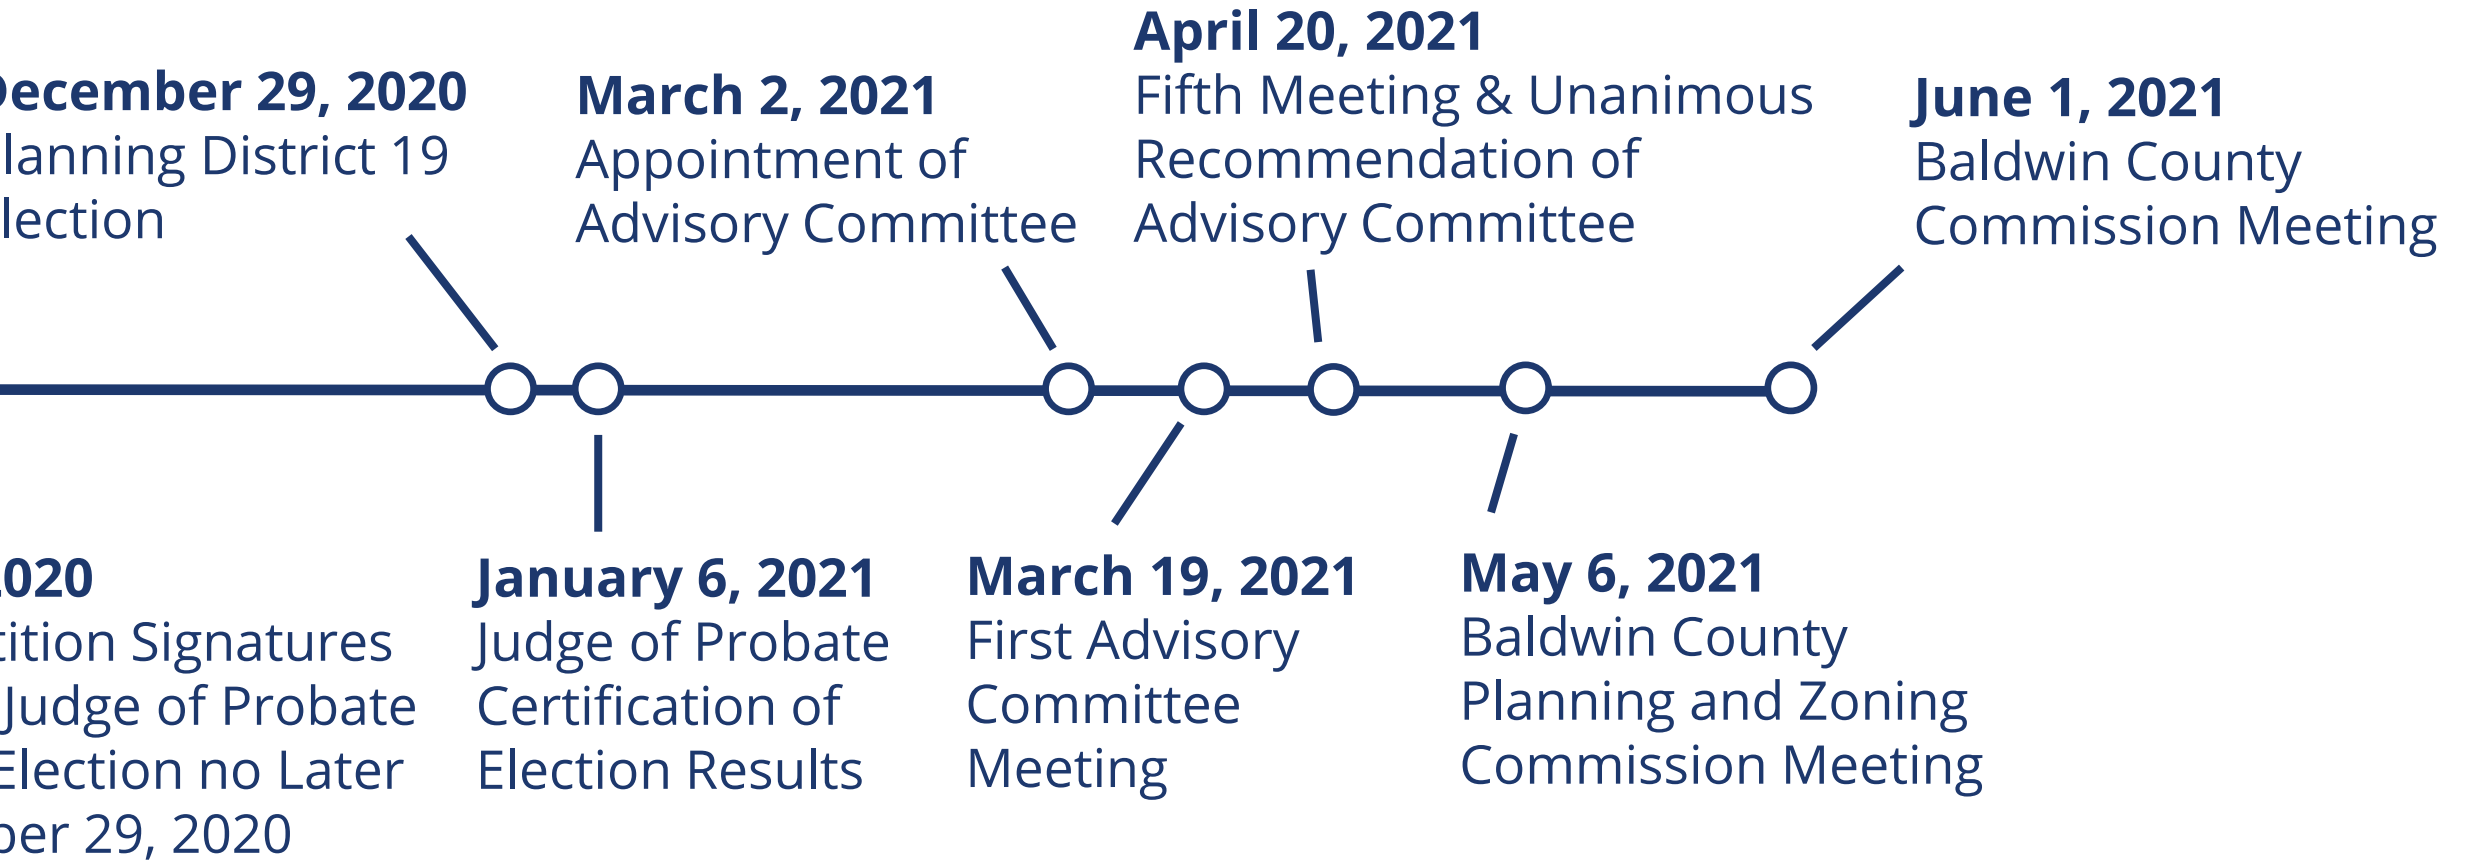 December 29, 2020
lanning District 19
lection
March 2, 2021
Appointment of
Advisory Committee
April 20, 2021
Fifth Meeting & Unanimous
Recommendation of
Advisory Committee
June 1, 2021
Baldwin County
Commission Meeting
020
tition Signatures
Judge of Probate
Election no Later
ber 29, 2020
January 6, 2021
Judge of Probate
Certification of
Election Results
March 19, 2021
First Advisory
Committee
Meeting
May 6, 2021
Baldwin County
Planning and Zoning
Commission Meeting